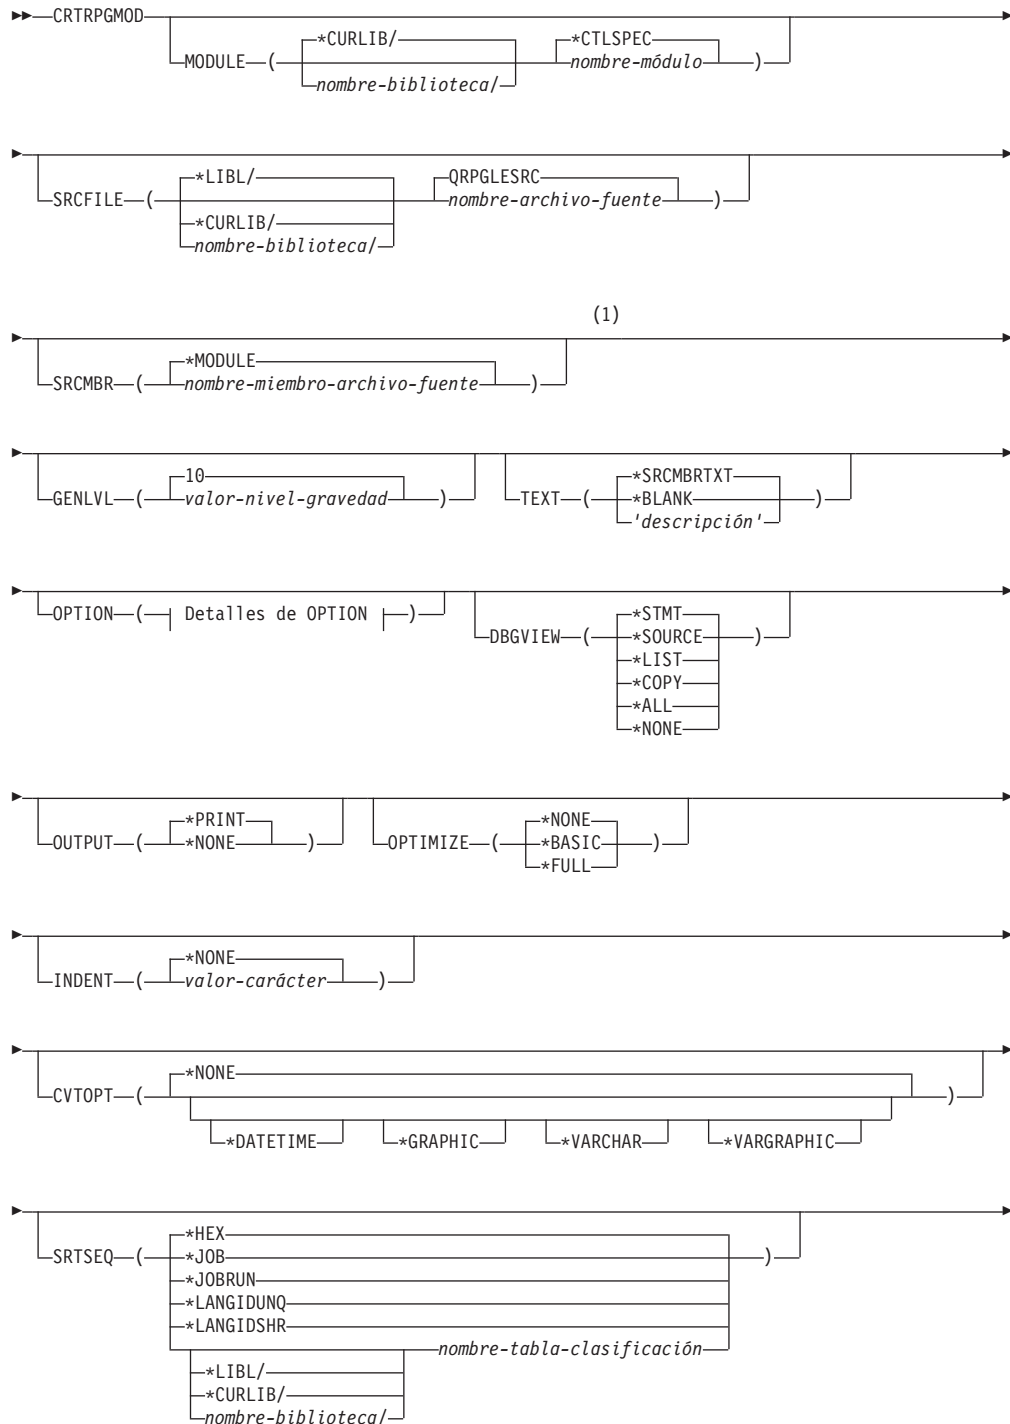 CRTRPGMOD
MODULE ( *CURLIB/ *CTLSPEC
nombre-módulo )
nombre-biblioteca/
SRCFILE ( *LIBL/ QRPGLESRC
nombre-archivo-fuente )
*CURLIB/
nombre-biblioteca/
(1)
SRCMBR ( *MODULE
nombre-miembro-archivo-fuente )
GENLVL ( 10
valor-nivel-gravedad )
TEXT ( *SRCMBRTXT
*BLANK )
'descripción'
OPTION ( Detalles de OPTION )
DBGVIEW ( *STMT
*SOURCE )
*LIST
*COPY
*ALL
*NONE
OUTPUT ( *PRINT
*NONE )
OPTIMIZE ( *NONE
*BASIC )
*FULL
INDENT ( *NONE
valor-carácter )
CVTOPT ( *NONE )
*DATETIME *GRAPHIC *VARCHAR *VARGRAPHIC
SRTSEQ ( *HEX
*JOB )
*JOBRUN
*LANGIDUNQ
*LANGIDSHR
nombre-tabla-clasificación
*LIBL/
*CURLIB/
nombre-biblioteca/